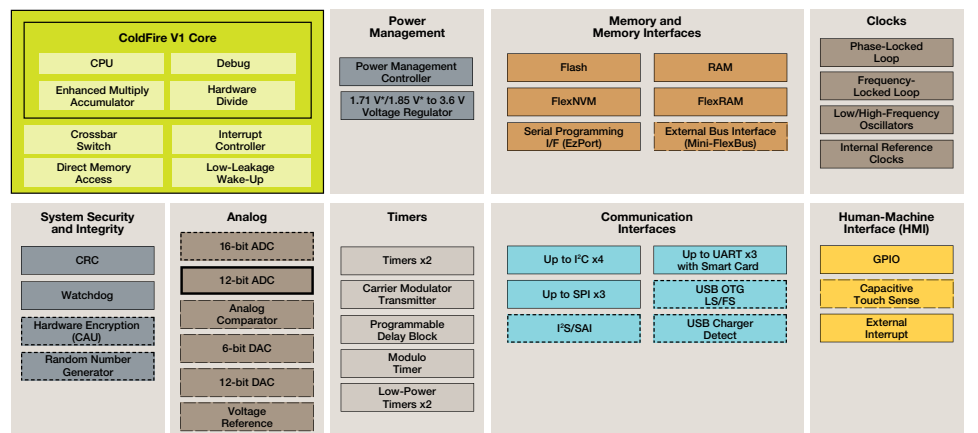 ColdFire V1 Core
CPU
Debug
Enhanced Multiply
Accumulator
Hardware
Divide
Crossbar
Switch
Interrupt
Controller
Direct Memory
Access
Low-Leakage
Wake-Up
Power
Management
Power Management
Controller
1.71 V*/1.85 V* to 3.6 V
Voltage Regulator
Memory and
Memory Interfaces
Flash
RAM
FlexNVM
FlexRAM
Serial Programming
I/F (EzPort)
External Bus Interface
(Mini-FlexBus)
Clocks
Phase-Locked
Loop
Frequency-
Locked Loop
Low/High-Frequency
Oscillators
Internal Reference
Clocks
System Security
and Integrity
CRC
Watchdog
Hardware Encryption
(CAU)
Random Number
Generator
Analog
16-bit ADC
12-bit ADC
Analog
Comparator
6-bit DAC
12-bit DAC
Voltage
Reference
Timers
Timers x2
Carrier Modulator
Transmitter
Programmable
Delay Block
Modulo
Timer
Low-Power
Timers x2
Communication
Interfaces
Up to I²C x4
Up to UART x3
with Smart Card
Up to SPI x3
USB OTG
LS/FS
I²S/SAI
USB Charger
Detect
Human-Machine
Interface (HMI)
GPIO
Capacitive
Touch Sense
External
Interrupt